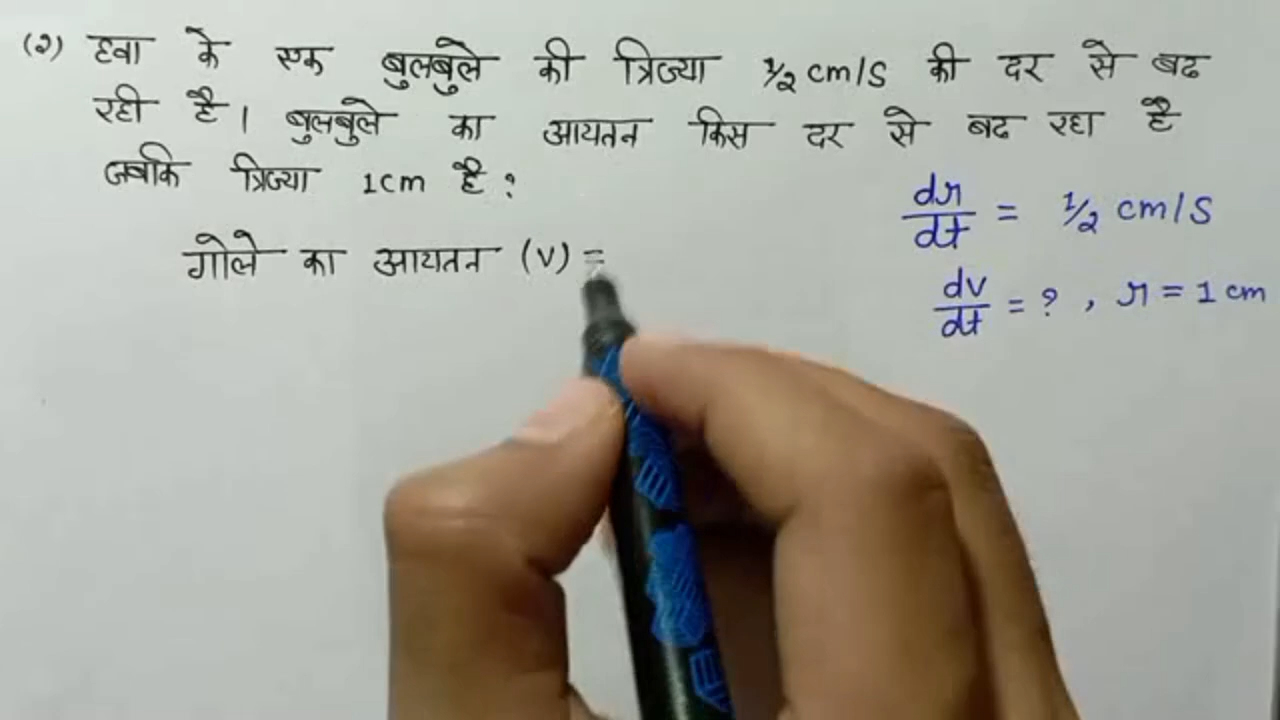 (२) हवा के एक बुलबुले की त्रिज्या 1/2 cm/s की दर से बढ
रही है। बुलबुले का आयतन किस दर से बढ रहा है
जबकि त्रिज्या 1cm है ?
गोले का आयतन (v) =
dr/dt = 1/2 cm/s
dv/dt = ? , r = 1 cm